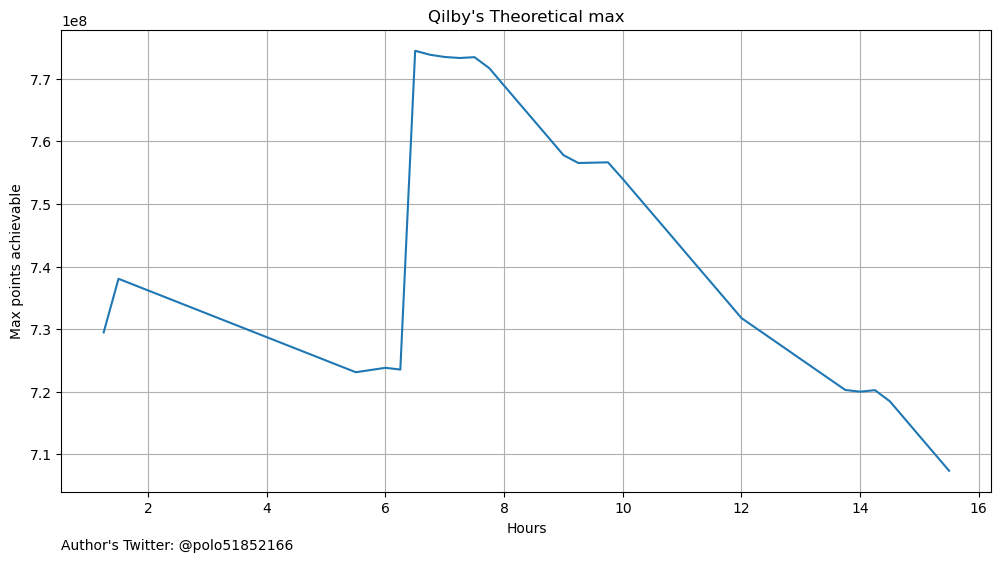 Qilby's Theoretical max
1e8
7.7
7.6
7.5
7.4
7.3
7.2
7.1
Max points achievable
2 4 6 8 10 12 14 16
Hours
Author's Twitter: @polo51852166